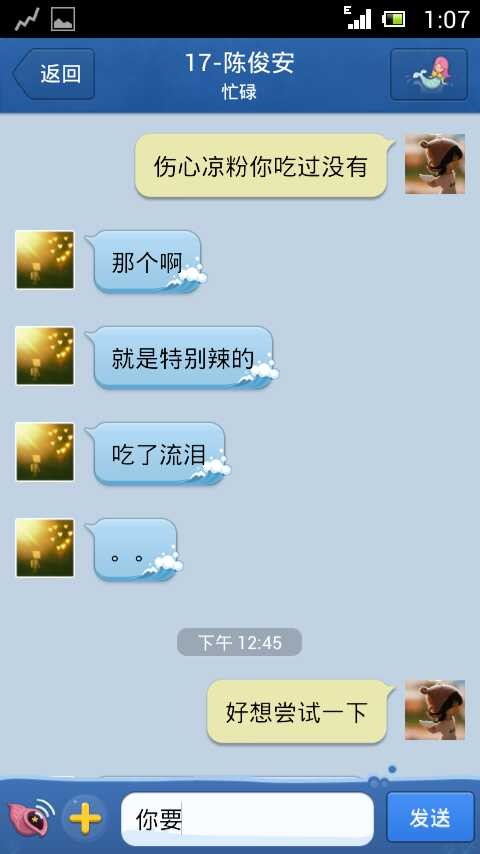 E
1:07
返回
17-陈俊安
忙碌
伤心凉粉你吃过没有
那个啊
就是特别辣的
吃了流泪
。。
下午 12:45
好想尝试一下
你要
发送